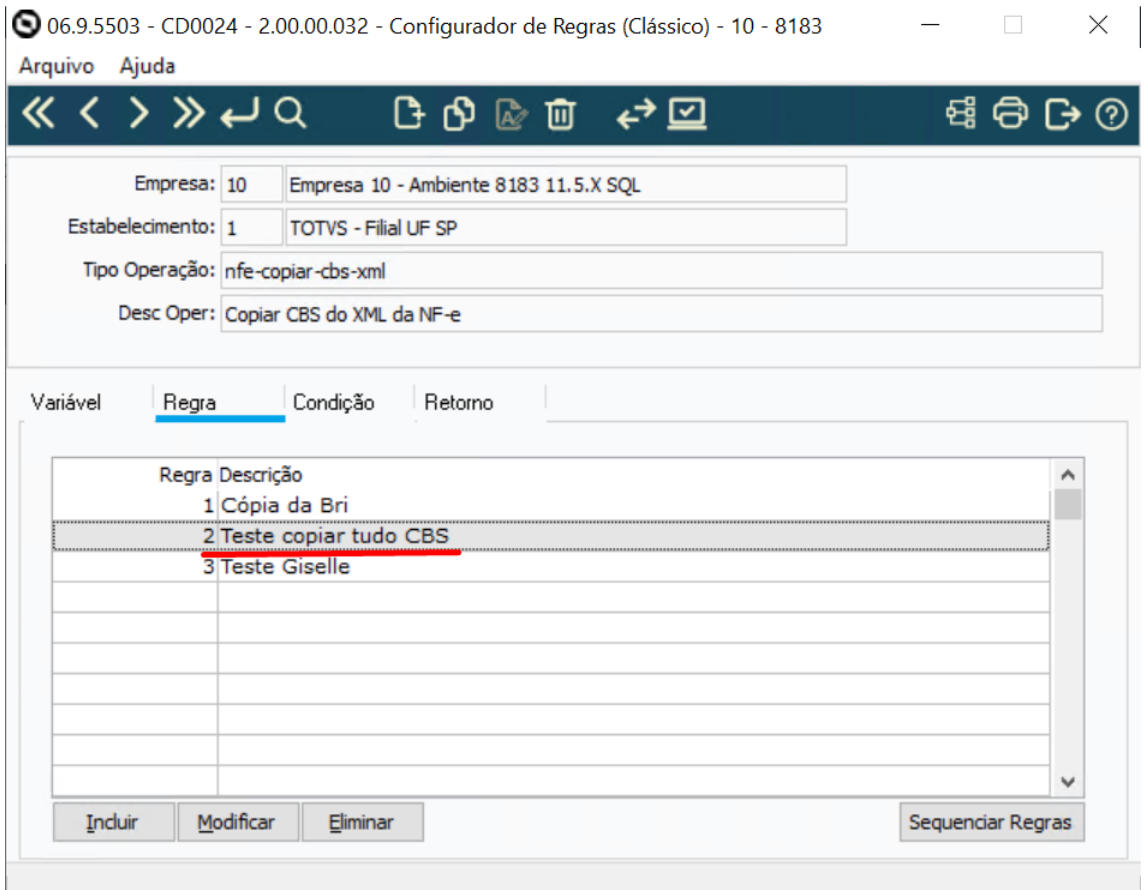 06.9.5503 - CD0024 - 2.00.00.032 - Configurador de Regras (Clássico) - 10 - 8183
Arquivo Ajuda
Empresa: 10 Empresa 10 - Ambiente 8183 11.5.X SQL
Estabelecimento: 1 TOTVS - Filial UF SP
Tipo Operação: nfe-copiar-cbs-xml
Desc Oper: Copiar CBS do XML da NF-e
Variável Regra Condição Retorno
Regra Descrição
1 Cópia da Bri
2 Teste copiar tudo CBS
3 Teste Giselle
Incluir Modificar Eliminar Sequenciar Regras